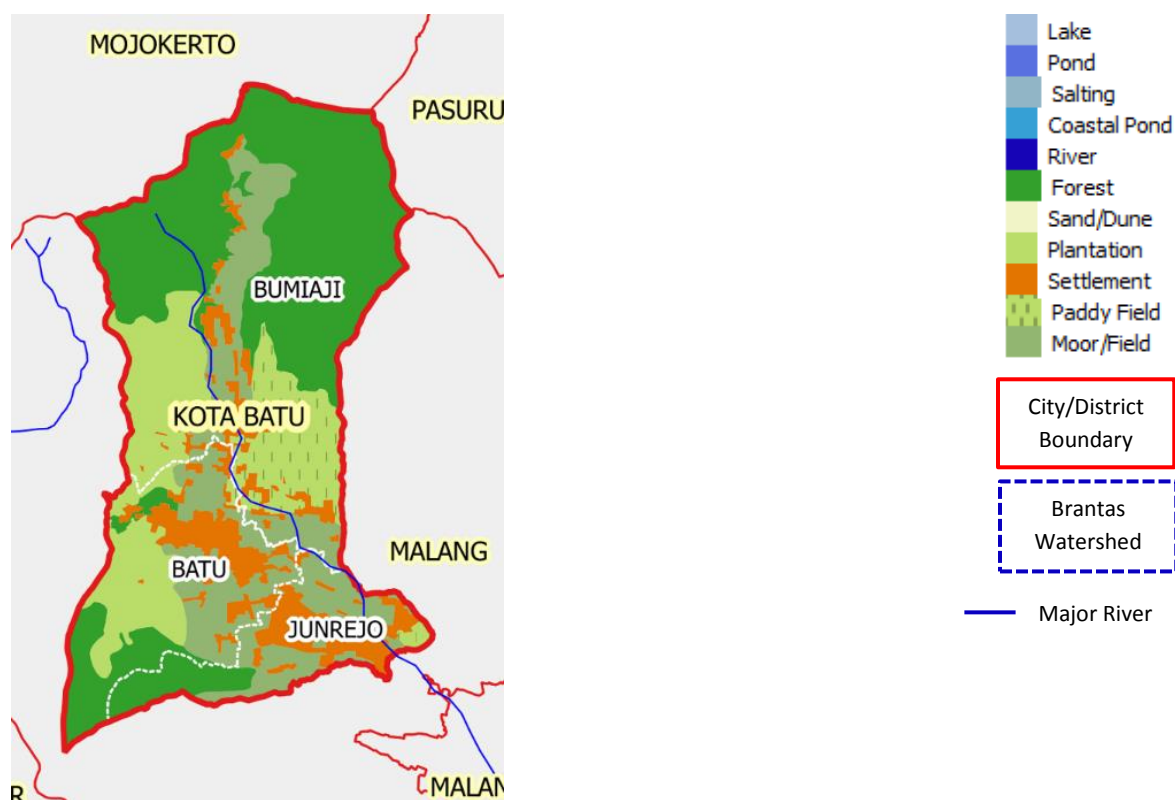 MOJOKERTO
PASURU
BUMIAJI
KOTA BATU
MALANG
BATU
JUNREJO
R
MALAN
Lake
Pond
Salting
Coastal Pond
River
Forest
Sand/Dune
Plantation
Settlement
Paddy Field
Moor/Field
City/District
Boundary
Brantas
Watershed
Major River